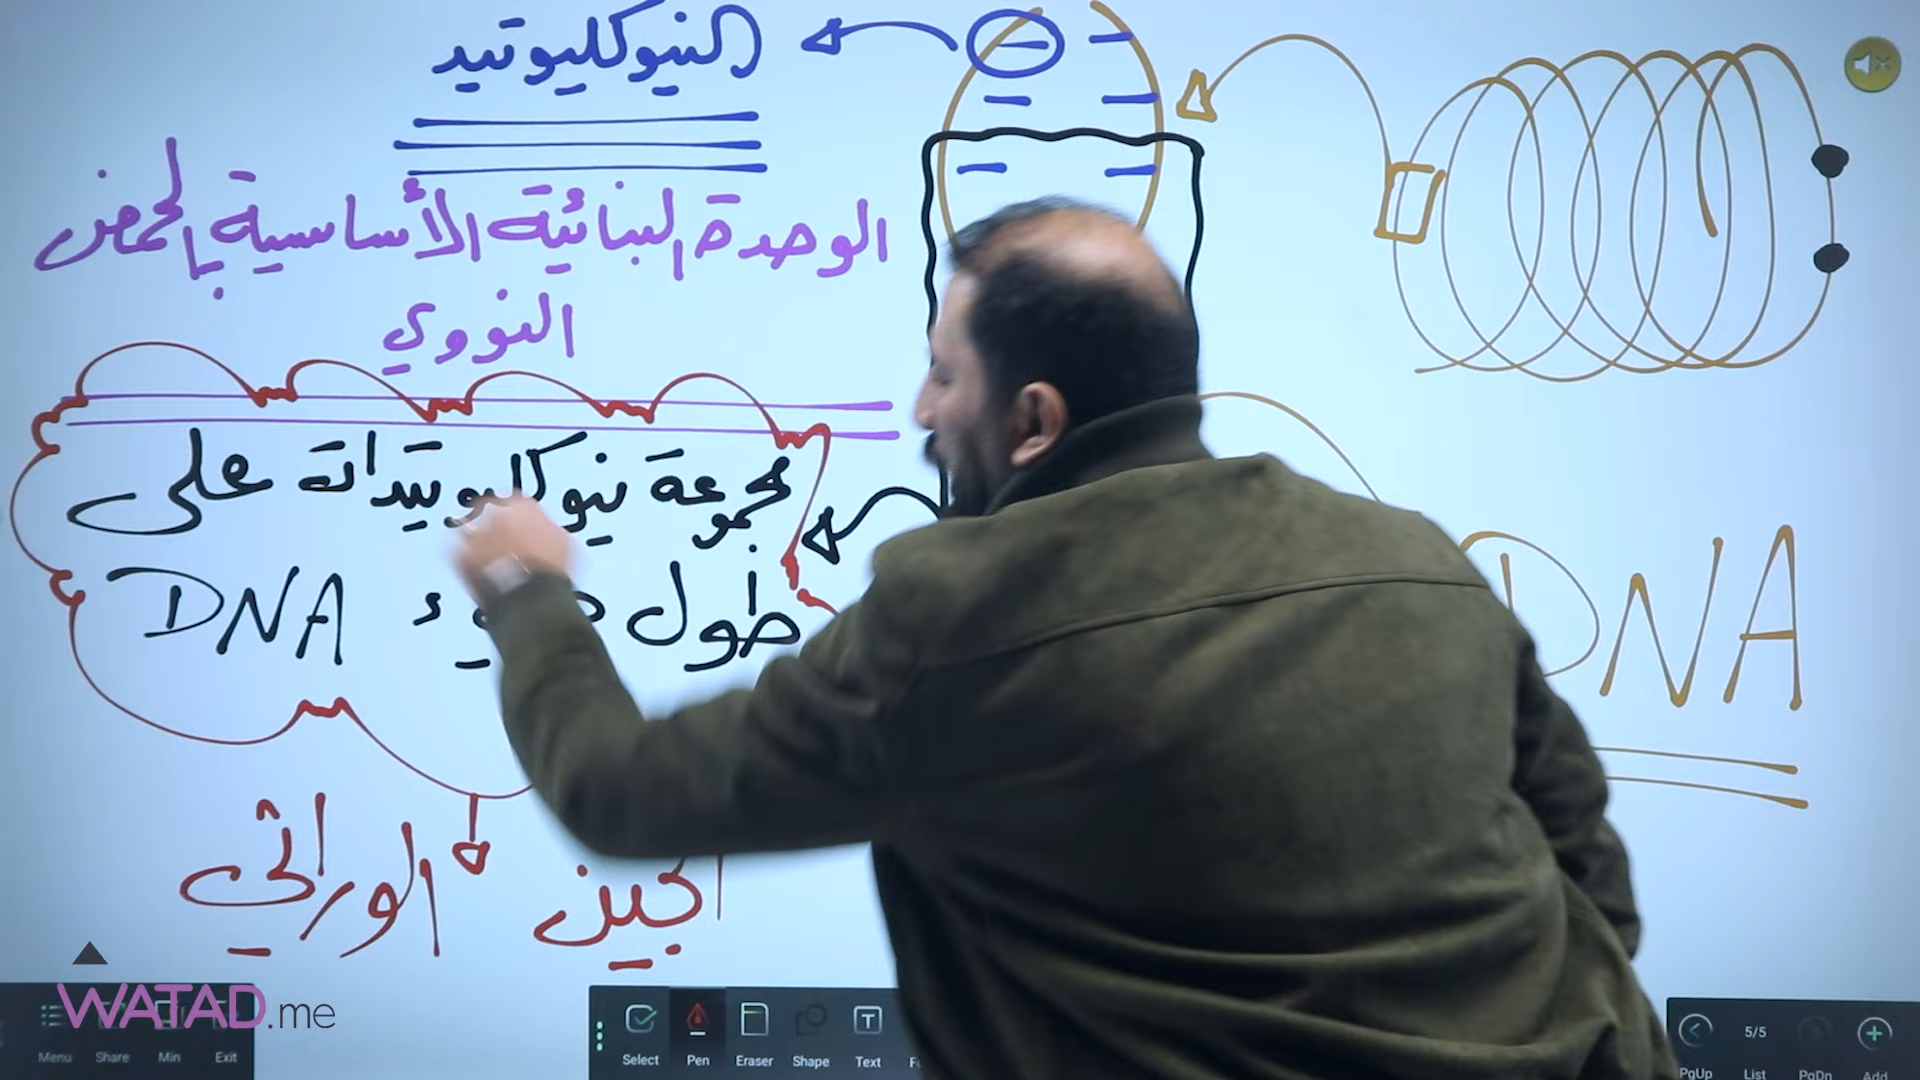 النيوكليوتيد
الوحدة البنائية الأساسية بالحمض
النووي
مجموعة نيوكليوتيداتة على
طول DNA
الجين الوراثي
DNA
WATAD.me
Menu Share Min Exit
Select Pen Eraser Shape Text
5/5
PgUp List PgDn Add